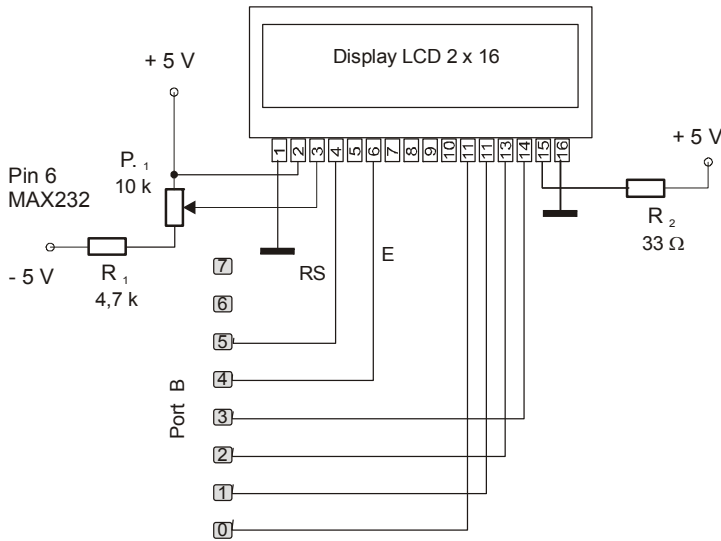 Display LCD 2 x 16
+ 5 V
1 2 3 4 5 6 7 8 9 10 11 11 13 14 15 16
+ 5 V
P. 1
10 k
Pin 6
MAX232
R 2
33 Ω
- 5 V
R 1
4,7 k
RS
E
Port B
7
6
5
4
3
2
1
0